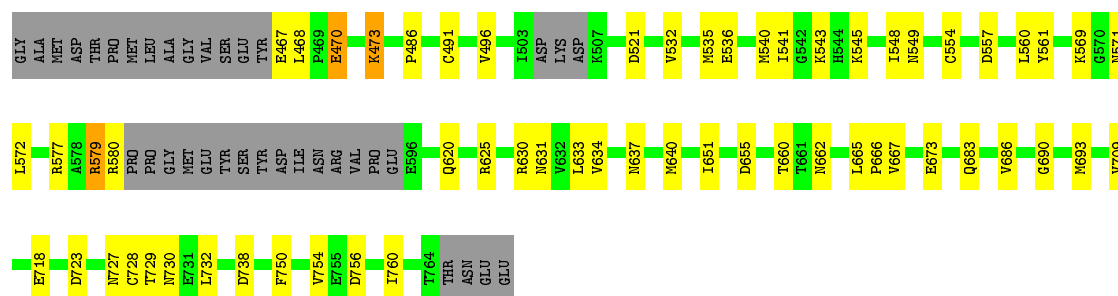 GLY ALA MET ASP THR PRO MET LEU ALA GLY VAL SER GLU TYR E467 L468 P469 E470 K473 P486 C491 V496 I503 ASP LYS ASP K507 D521 V532 M535 E536 M540 I541 G542 K543 H544 K545 I548 N549 C554 D557 L560 Y561 K569 G570 N571
L572 R577 A578 R579 R580 PRO PRO GLY MET GLU TYR SER TYR ASP ILE ASN ARG VAL PRO GLU E596 Q620 R625 R630 N631 V632 L633 V634 N637 M640 I651 D655 T660 T661 N662 L665 P666 V667 E673 Q683 V686 G690 M693
E718 D723 N727 C728 T729 N730 E731 L732 D738 F750 V754 E755 D756 I760 T764 THR ASN GLU GLU